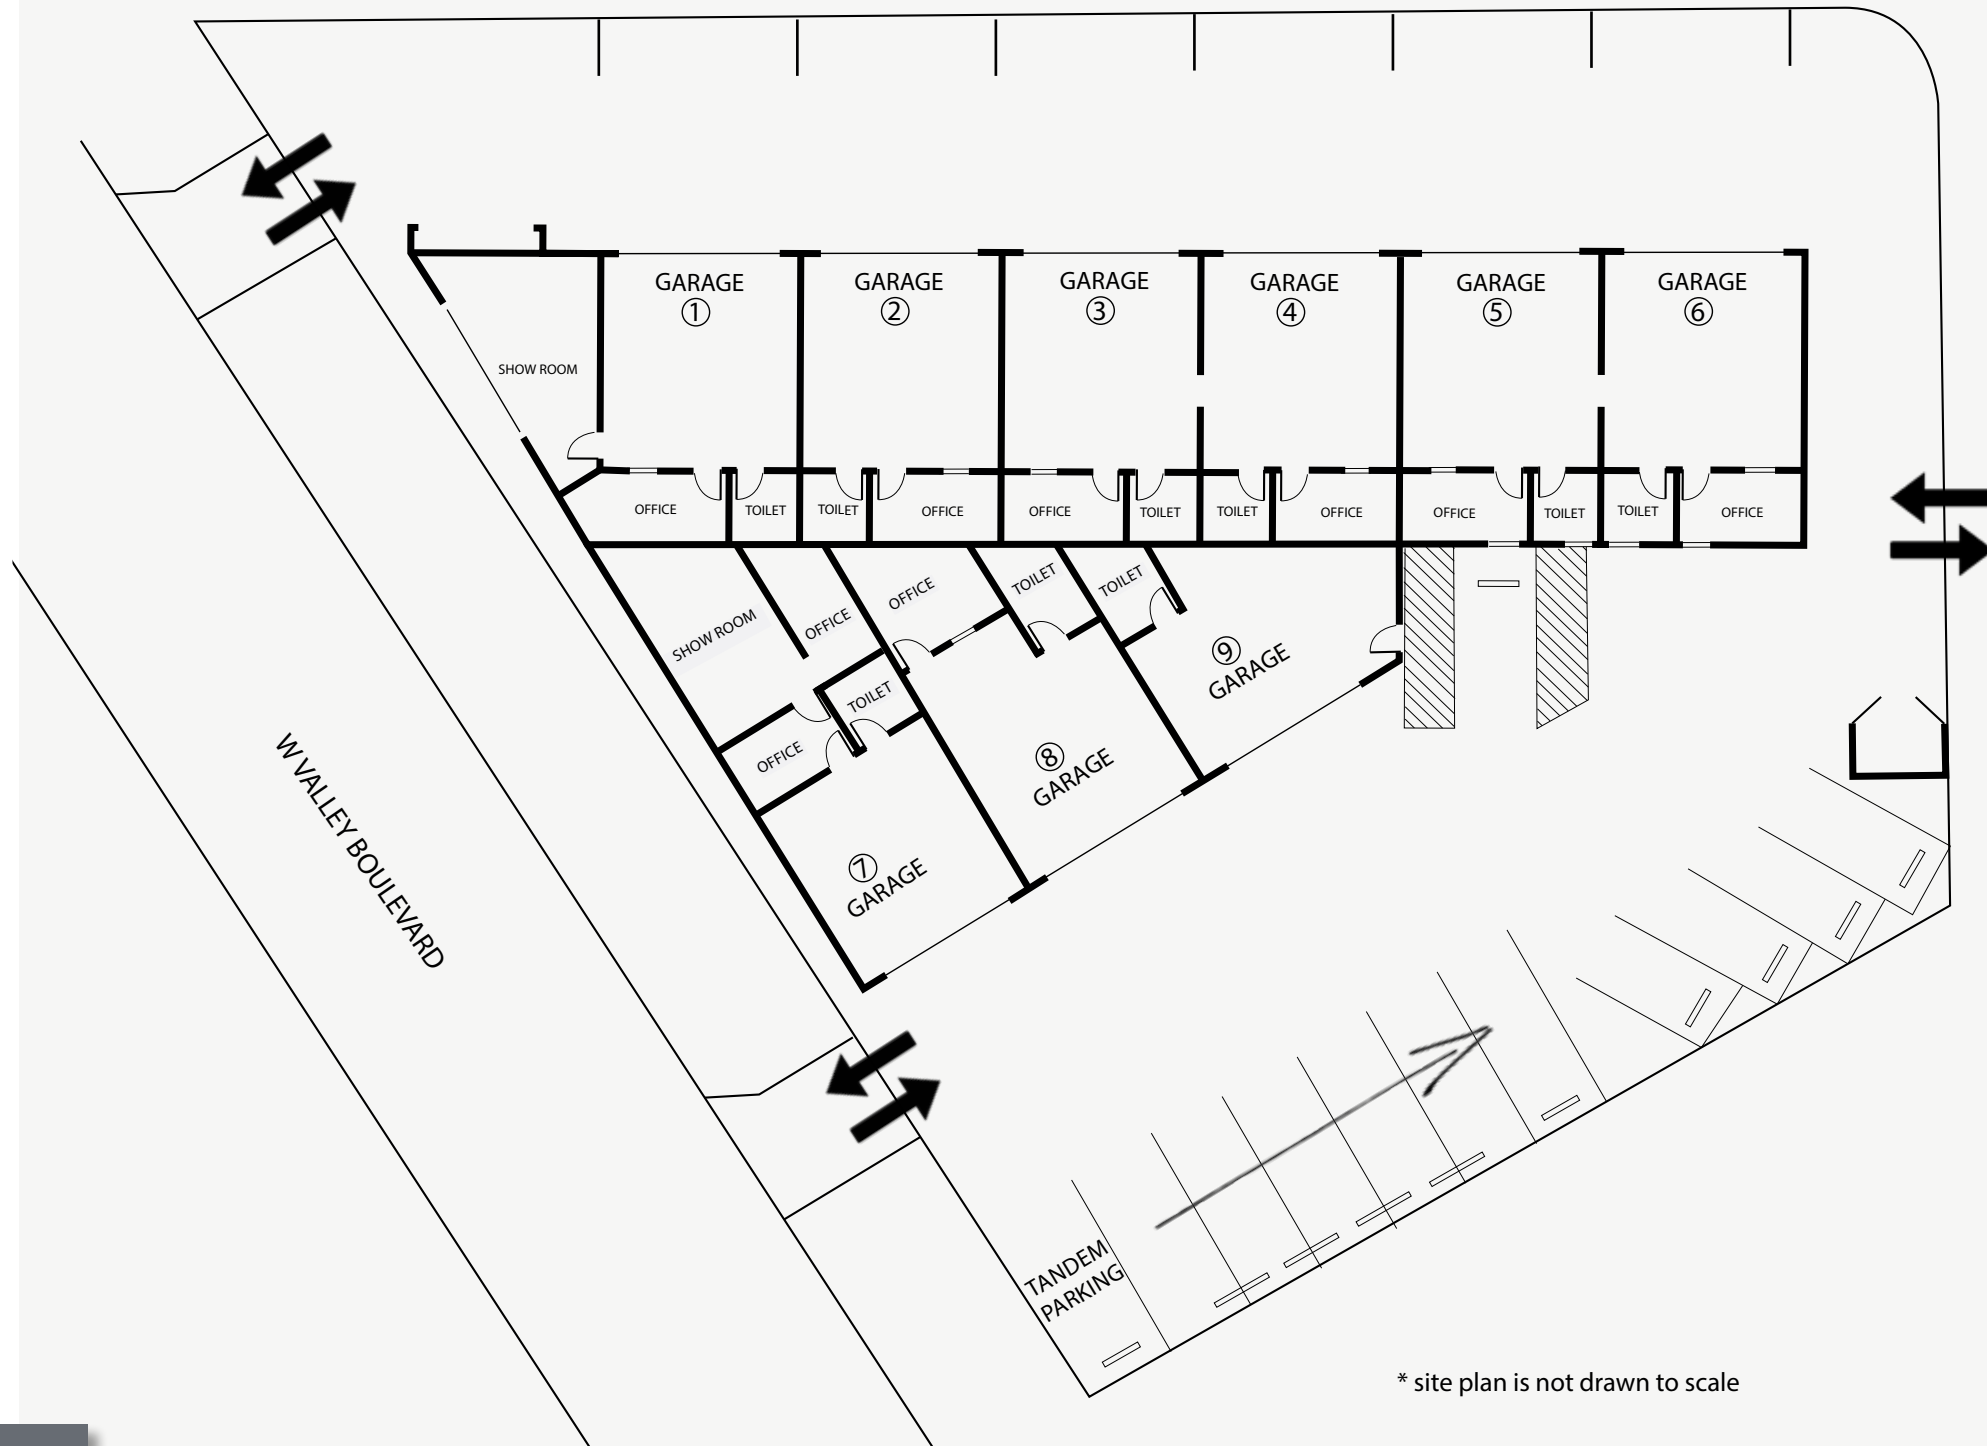 GARAGE
①
GARAGE
②
GARAGE
③
GARAGE
④
GARAGE
⑤
GARAGE
⑥
SHOW ROOM
OFFICE
TOILET
TOILET
OFFICE
OFFICE
TOILET
TOILET
OFFICE
OFFICE
TOILET
TOILET
OFFICE
SHOW ROOM
OFFICE
OFFICE
TOILET
TOILET
OFFICE
TOILET
⑨
GARAGE
⑧
GARAGE
⑦
GARAGE
W VALLEY BOULEVARD
TANDEM
PARKING
* site plan is not drawn to scale